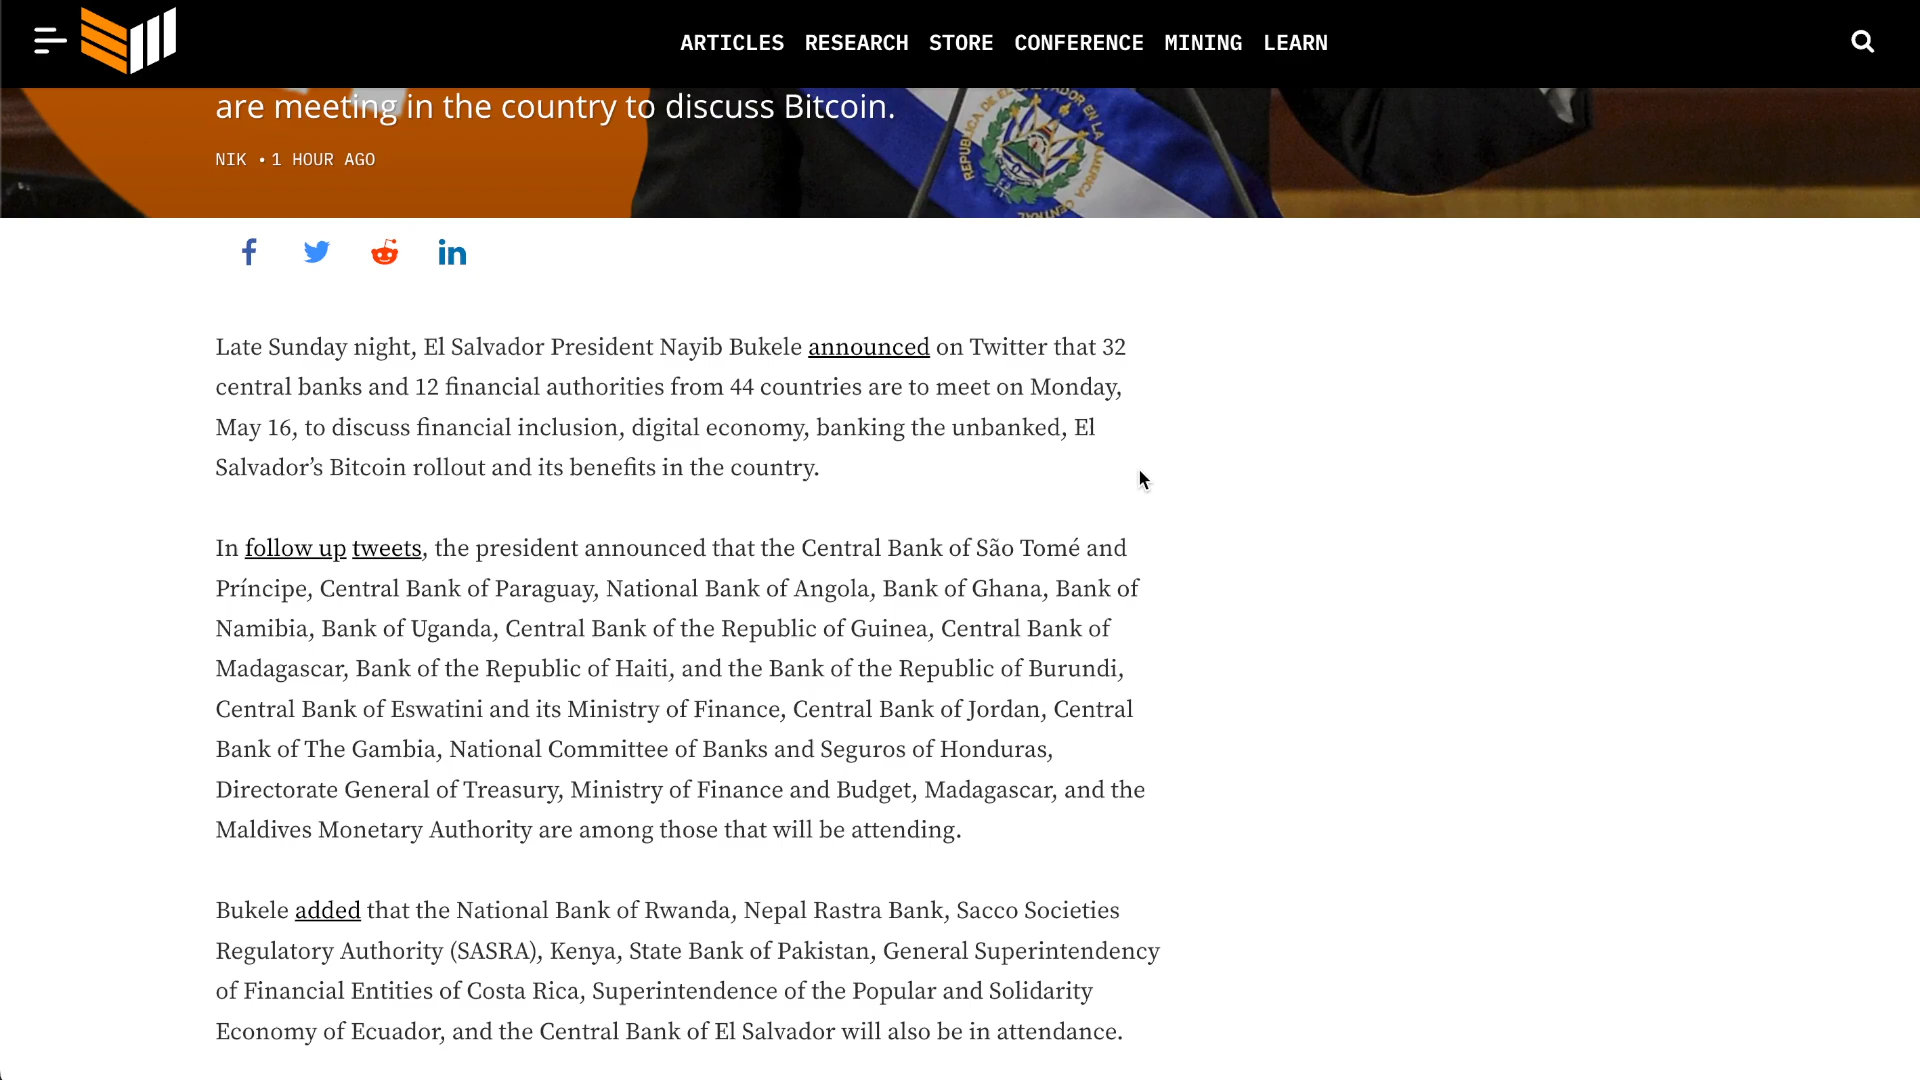 ARTICLES RESEARCH STORE CONFERENCE MINING LEARN
are meeting in the country to discuss Bitcoin.
NIK • 1 HOUR AGO
REPUBLICA DE EL SALVADOR EN LA AMERICA CENTRAL
Late Sunday night, El Salvador President Nayib Bukele announced on Twitter that 32
central banks and 12 financial authorities from 44 countries are to meet on Monday,
May 16, to discuss financial inclusion, digital economy, banking the unbanked, El
Salvador’s Bitcoin rollout and its benefits in the country.
In follow up tweets, the president announced that the Central Bank of São Tomé and
Príncipe, Central Bank of Paraguay, National Bank of Angola, Bank of Ghana, Bank of
Namibia, Bank of Uganda, Central Bank of the Republic of Guinea, Central Bank of
Madagascar, Bank of the Republic of Haiti, and the Bank of the Republic of Burundi,
Central Bank of Eswatini and its Ministry of Finance, Central Bank of Jordan, Central
Bank of The Gambia, National Committee of Banks and Seguros of Honduras,
Directorate General of Treasury, Ministry of Finance and Budget, Madagascar, and the
Maldives Monetary Authority are among those that will be attending.
Bukele added that the National Bank of Rwanda, Nepal Rastra Bank, Sacco Societies
Regulatory Authority (SASRA), Kenya, State Bank of Pakistan, General Superintendency
of Financial Entities of Costa Rica, Superintendence of the Popular and Solidarity
Economy of Ecuador, and the Central Bank of El Salvador will also be in attendance.